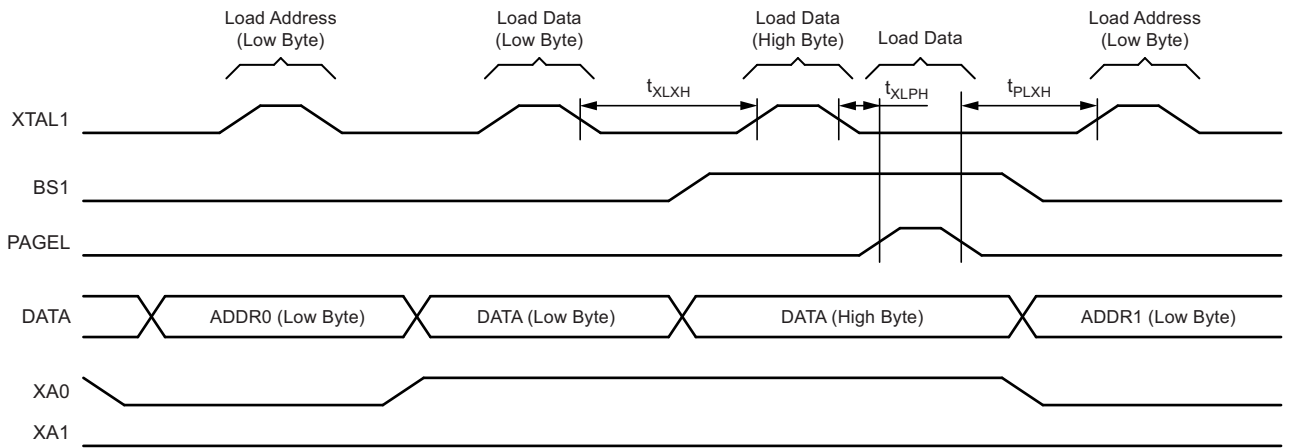 Load Address
(Low Byte)
Load Data
(Low Byte)
Load Data
(High Byte)
Load Data
Load Address
(Low Byte)
tXLXH
tXLPH
tPLXH
XTAL1
BS1
PAGEL
DATA
ADDR0 (Low Byte)
DATA (Low Byte)
DATA (High Byte)
ADDR1 (Low Byte)
XA0
XA1